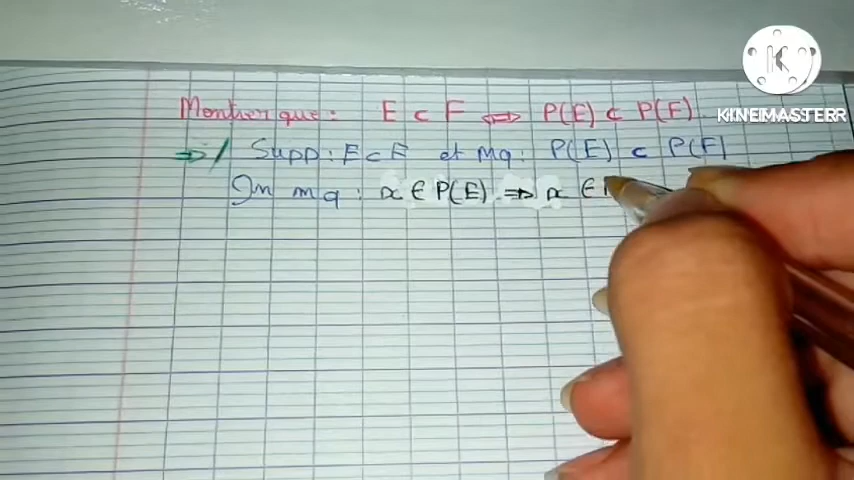 Montrer que : E ⊂ F ⟺ P(E) ⊂ P(F).
⇒ / Supp : E ⊂ F et Mq : P(E) ⊂ P(F)
On mq : x ∈ P(E) ⇒ x ∈
K
KINEMASTER